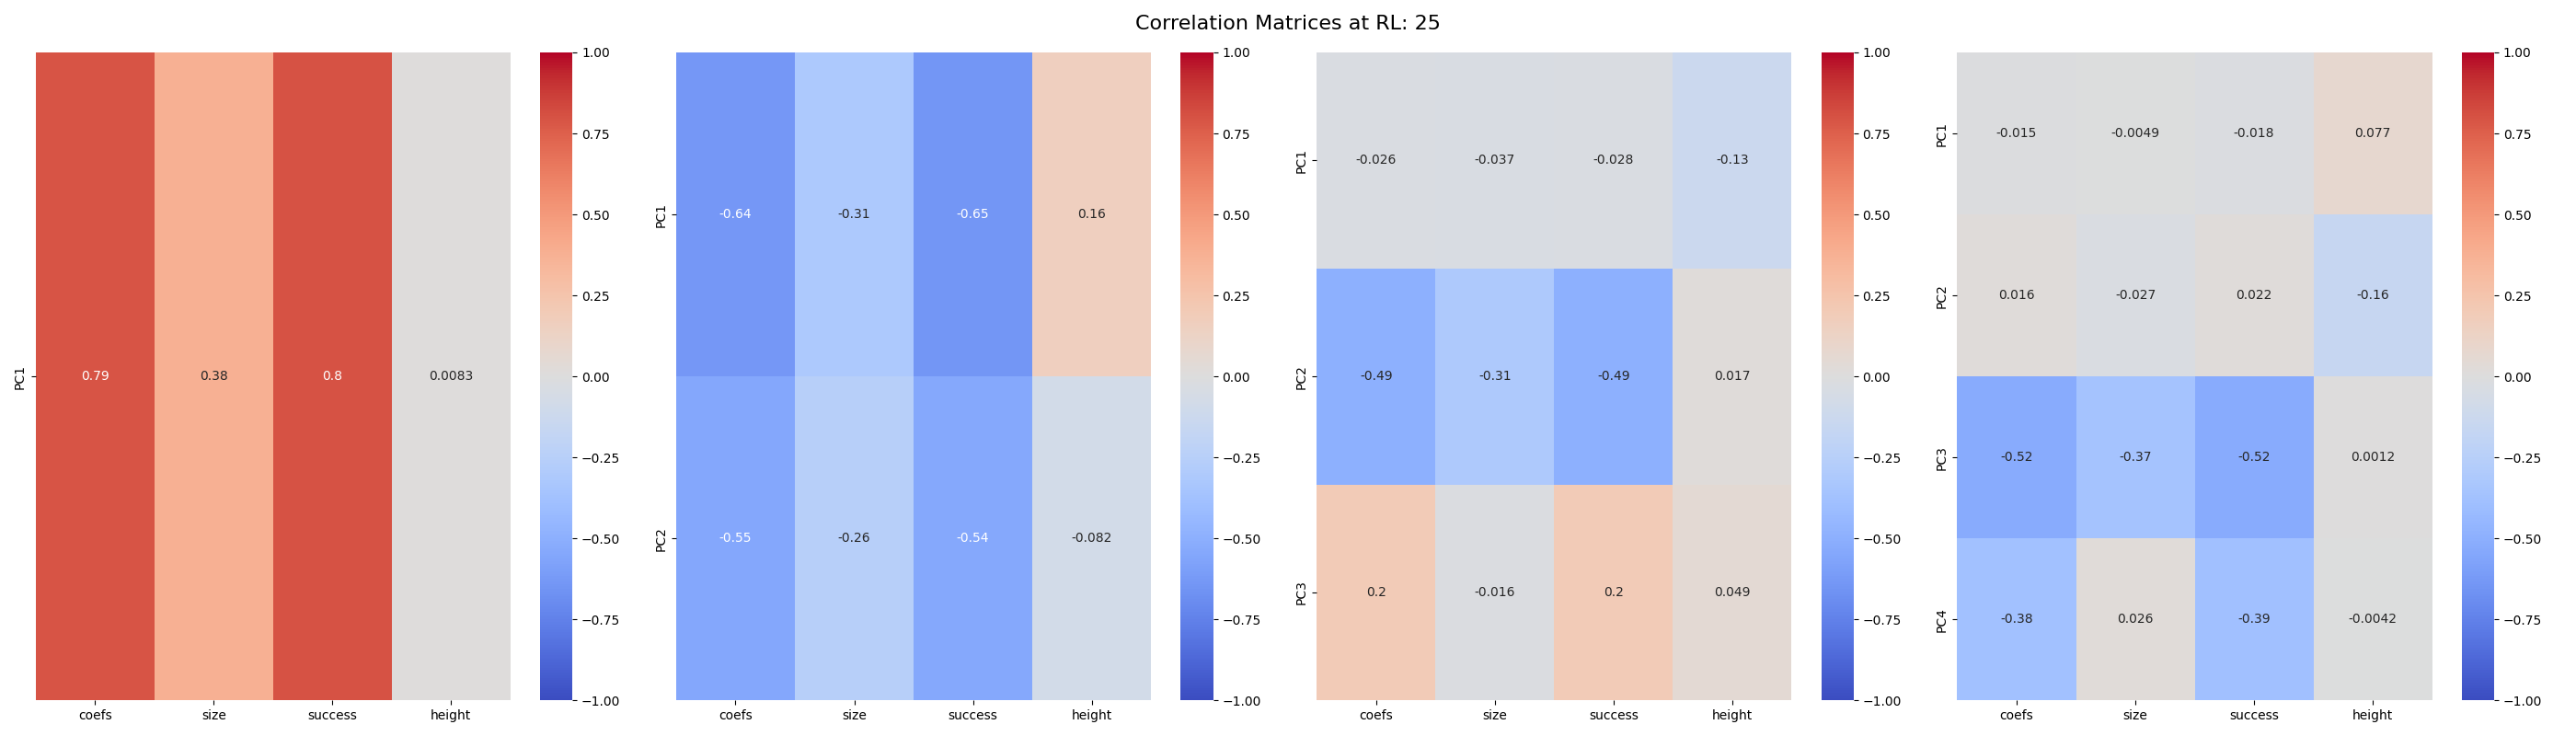 Correlation Matrices at RL: 25
PC1
0.79 0.38 0.8 0.0083
coefs size success height
1.00
0.75
0.50
0.25
0.00
−0.25
−0.50
−0.75
−1.00
PC1
-0.64 -0.31 -0.65 0.16
PC2
-0.55 -0.26 -0.54 -0.082
coefs size success height
1.00
0.75
0.50
0.25
0.00
−0.25
−0.50
−0.75
−1.00
PC1
-0.026 -0.037 -0.028 -0.13
PC2
-0.49 -0.31 -0.49 0.017
PC3
0.2 -0.016 0.2 0.049
coefs size success height
1.00
0.75
0.50
0.25
0.00
−0.25
−0.50
−0.75
−1.00
PC1
-0.015 -0.0049 -0.018 0.077
PC2
0.016 -0.027 0.022 -0.16
PC3
-0.52 -0.37 -0.52 0.0012
PC4
-0.38 0.026 -0.39 -0.0042
coefs size success height
1.00
0.75
0.50
0.25
0.00
−0.25
−0.50
−0.75
−1.00